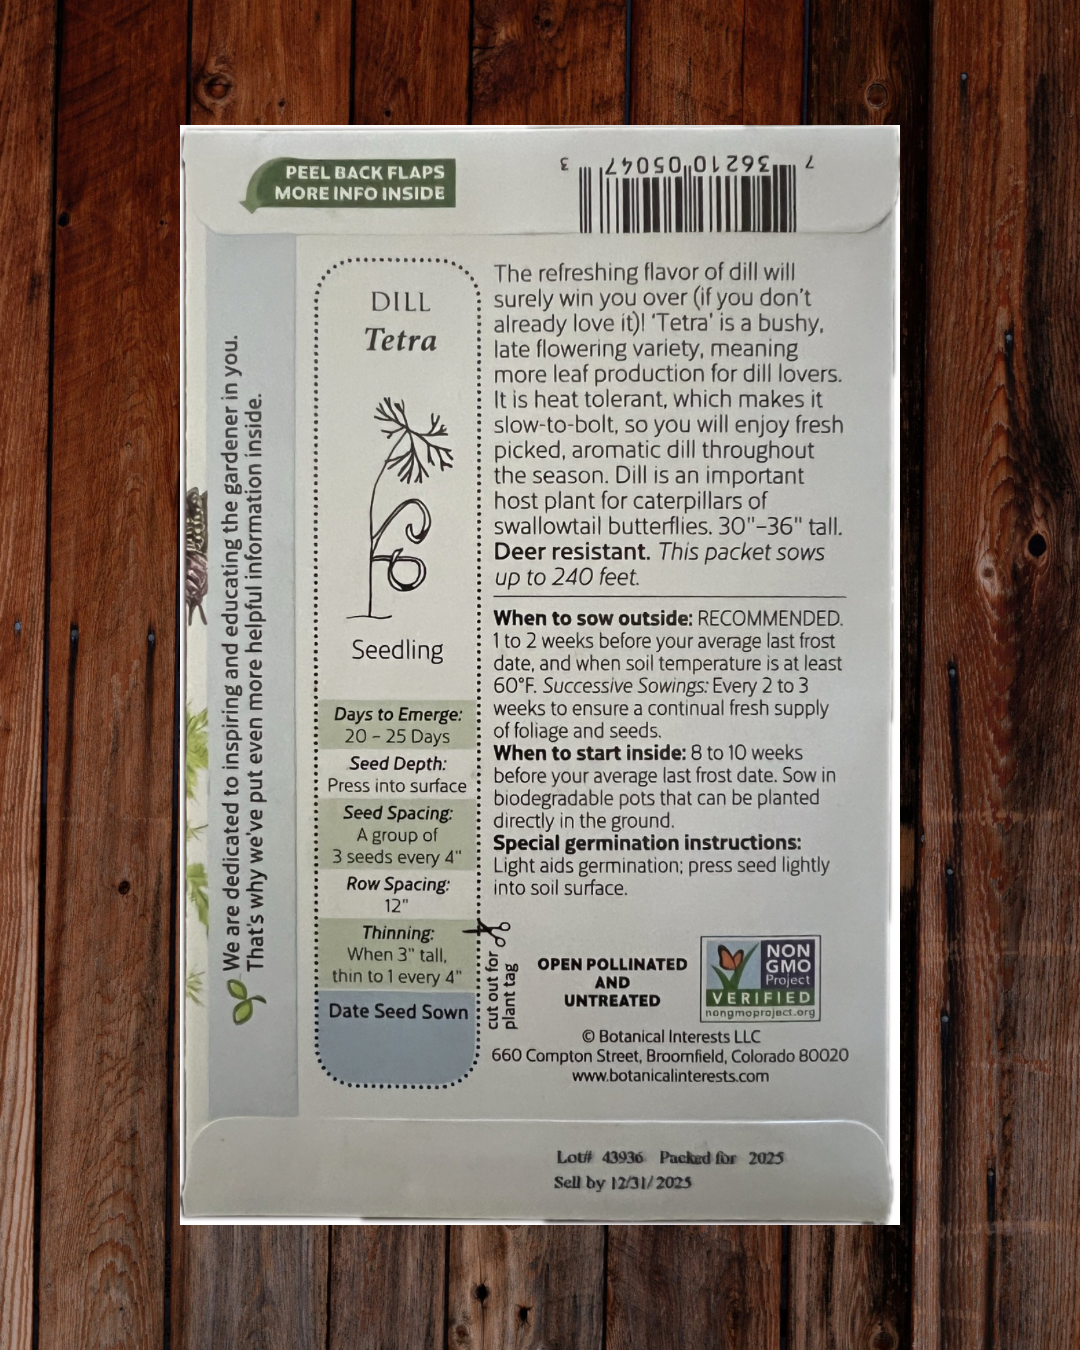 PEEL BACK FLAPS
MORE INFO INSIDE
7 36210 05047 3
We are dedicated to inspiring and educating the gardener in you.
That's why we've put even more helpful information inside.
DILL
Tetra
Seedling
Days to Emerge:
20 – 25 Days
Seed Depth:
Press into surface
Seed Spacing:
A group of
3 seeds every 4"
Row Spacing:
12"
Thinning:
When 3" tall,
thin to 1 every 4"
Date Seed Sown
cut out for
plant tag
The refreshing flavor of dill will
surely win you over (if you don't
already love it)! 'Tetra' is a bushy,
late flowering variety, meaning
more leaf production for dill lovers.
It is heat tolerant, which makes it
slow-to-bolt, so you will enjoy fresh
picked, aromatic dill throughout
the season. Dill is an important
host plant for caterpillars of
swallowtail butterflies. 30"–36" tall.
Deer resistant. This packet sows
up to 240 feet.
When to sow outside: RECOMMENDED.
1 to 2 weeks before your average last frost
date, and when soil temperature is at least
60°F. Successive Sowings: Every 2 to 3
weeks to ensure a continual fresh supply
of foliage and seeds.
When to start inside: 8 to 10 weeks
before your average last frost date. Sow in
biodegradable pots that can be planted
directly in the ground.
Special germination instructions:
Light aids germination; press seed lightly
into soil surface.
OPEN POLLINATED
AND
UNTREATED
NON
GMO
Project
VERIFIED
nongmoproject.org
© Botanical Interests LLC
660 Compton Street, Broomfield, Colorado 80020
www.botanicalinterests.com
Lot# 43936 Packed for 2025
Sell by 12/31/2025